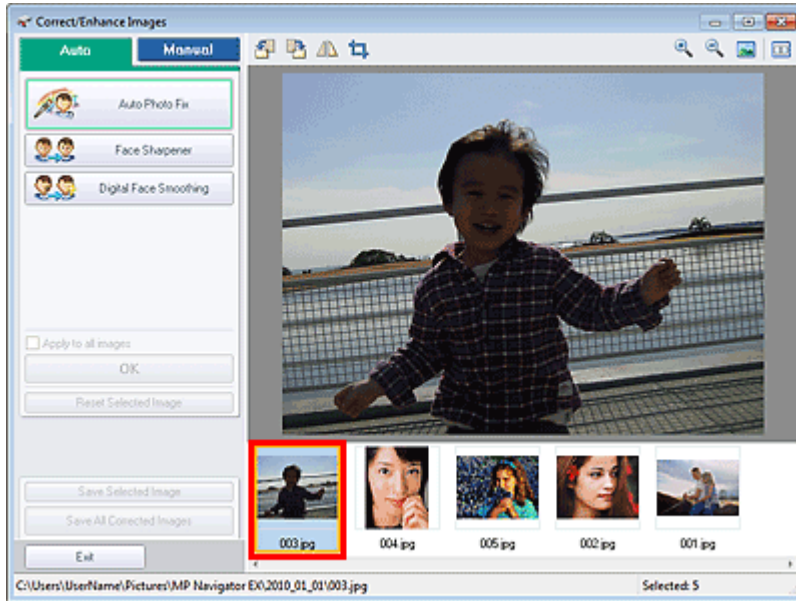 Correct/Enhance Images
Auto
Manual
Auto Photo Fix
Face Sharpener
Digital Face Smoothing
Apply to all images
OK
Reset Selected Image
Save Selected Image
Save All Corrected Images
Exit
003.jpg
004.jpg
005.jpg
002.jpg
001.jpg
C:\Users\UserName\Pictures\MP Navigator EX\2010_01_01\003.jpg
Selected: 5